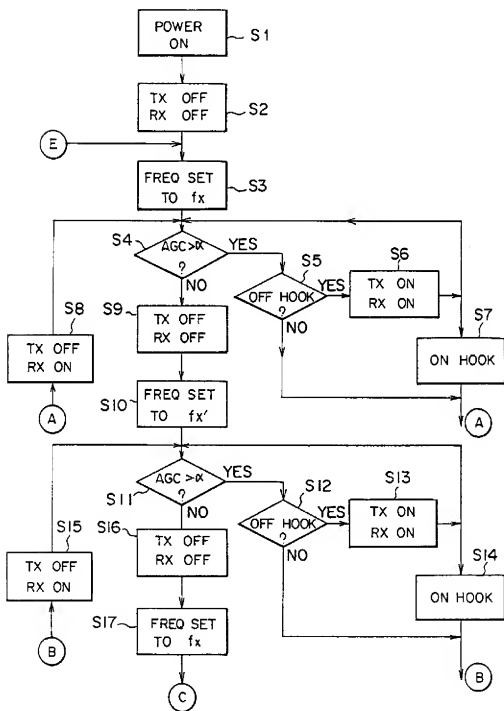 POWER
ON
S1
TX OFF
RX OFF
S2
E
FREQ SET
TO fx
S3
S4
AGC>α
?
YES
NO
S5
OFF HOOK
?
YES
NO
S6
TX ON
RX ON
S7
ON HOOK
A
S8
TX OFF
RX ON
A
S9
TX OFF
RX OFF
S10
FREQ SET
TO fx'
S11
AGC>α
?
YES
NO
S12
OFF HOOK
?
YES
NO
S13
TX ON
RX ON
S14
ON HOOK
B
S15
TX OFF
RX ON
B
S16
TX OFF
RX OFF
S17
FREQ SET
TO fx
C